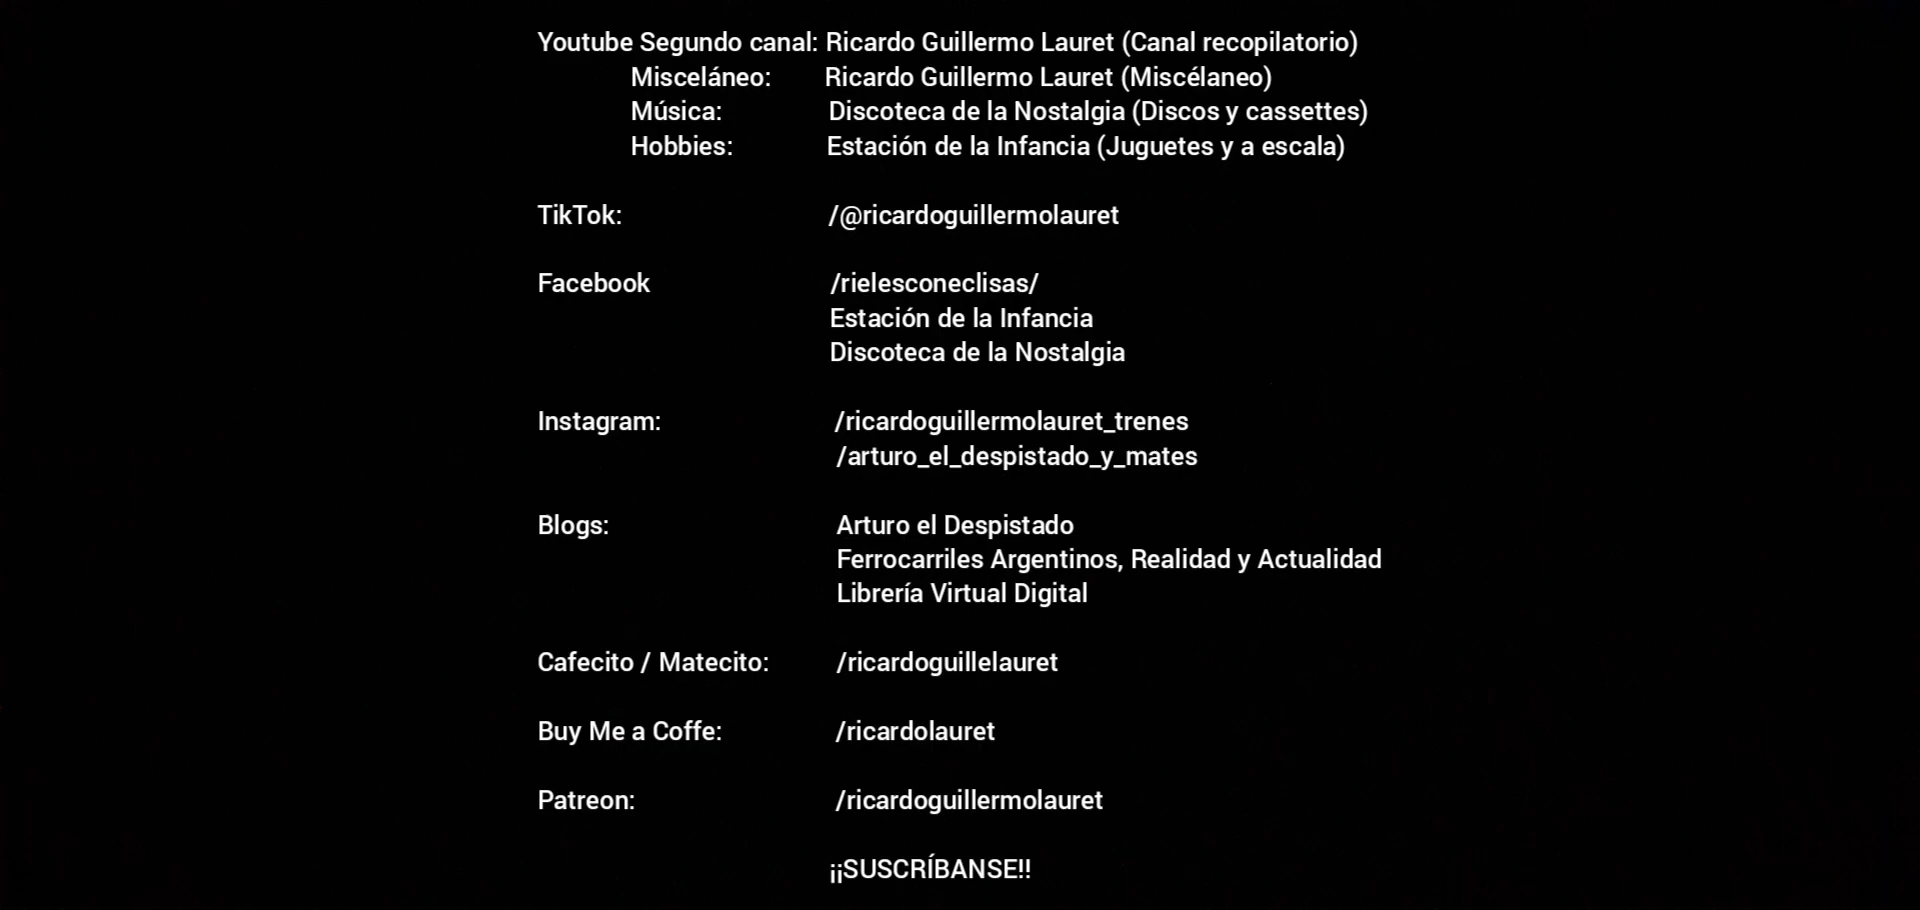 Youtube Segundo canal: Ricardo Guillermo Lauret (Canal recopilatorio)
Misceláneo: Ricardo Guillermo Lauret (Miscélaneo)
Música: Discoteca de la Nostalgia (Discos y cassettes)
Hobbies: Estación de la Infancia (Juguetes y a escala)
TikTok: /@ricardoguillermolauret
Facebook /rielesconeclisas/
Estación de la Infancia
Discoteca de la Nostalgia
Instagram: /ricardoguillermolauret_trenes
/arturo_el_despistado_y_mates
Blogs: Arturo el Despistado
Ferrocarriles Argentinos, Realidad y Actualidad
Librería Virtual Digital
Cafecito / Matecito: /ricardoguillelauret
Buy Me a Coffe: /ricardolauret
Patreon: /ricardoguillermolauret
¡¡SUSCRÍBANSE!!